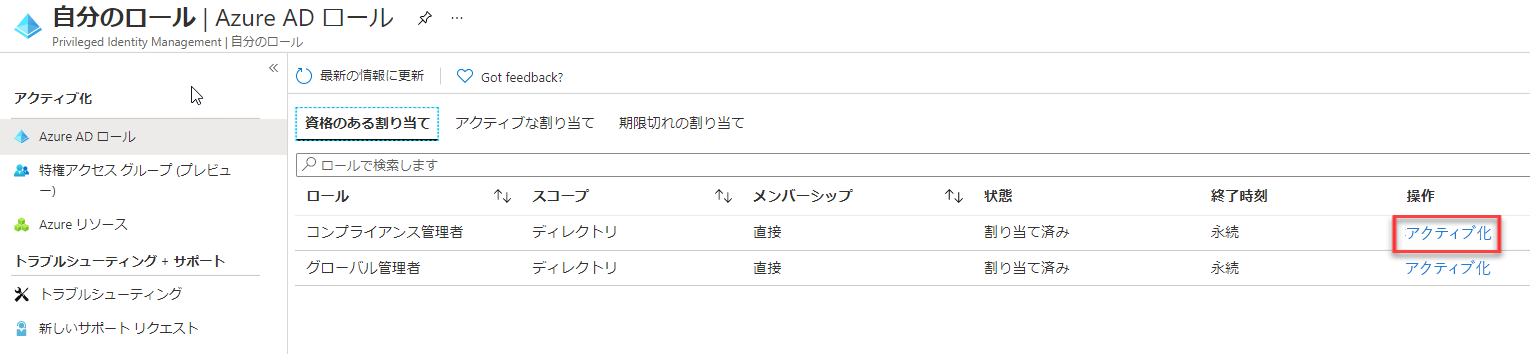 自分のロール | Azure AD ロール ···
Privileged Identity Management | 自分のロール
«
最新の情報に更新 Got feedback?
アクティブ化
Azure AD ロール
特権アクセス グループ (プレビュ
ー)
Azure リソース
トラブルシューティング + サポート
トラブルシューティング
新しいサポート リクエスト
資格のある割り当て アクティブな割り当て 期限切れの割り当て
ロールで検索します
ロール スコープ メンバーシップ 状態 終了時刻 操作
コンプライアンス管理者 ディレクトリ 直接 割り当て済み 永続 アクティブ化
グローバル管理者 ディレクトリ 直接 割り当て済み 永続 アクティブ化